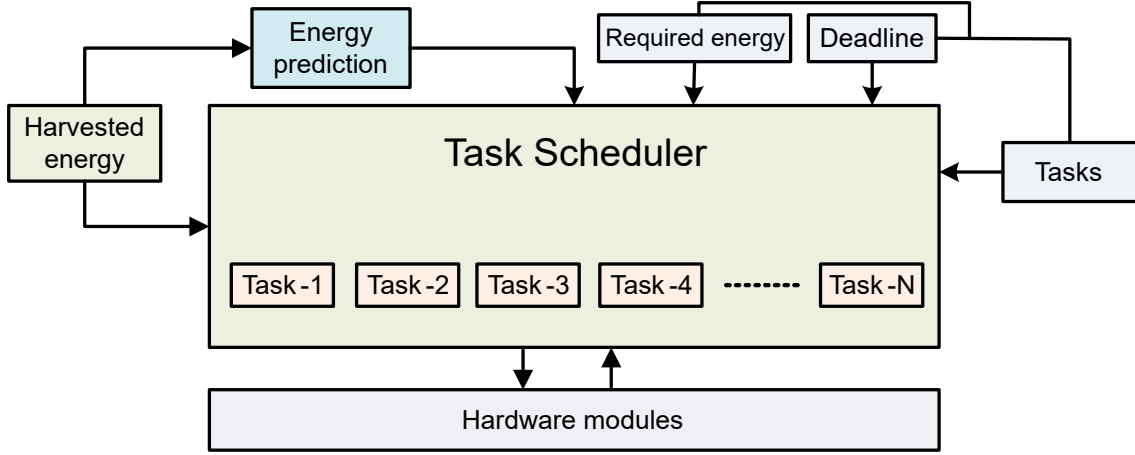 Energy
prediction
Required energy
Deadline
Harvested
energy
Task Scheduler
Tasks
Task-1
Task-2
Task-3
Task-4
Task-N
Hardware modules